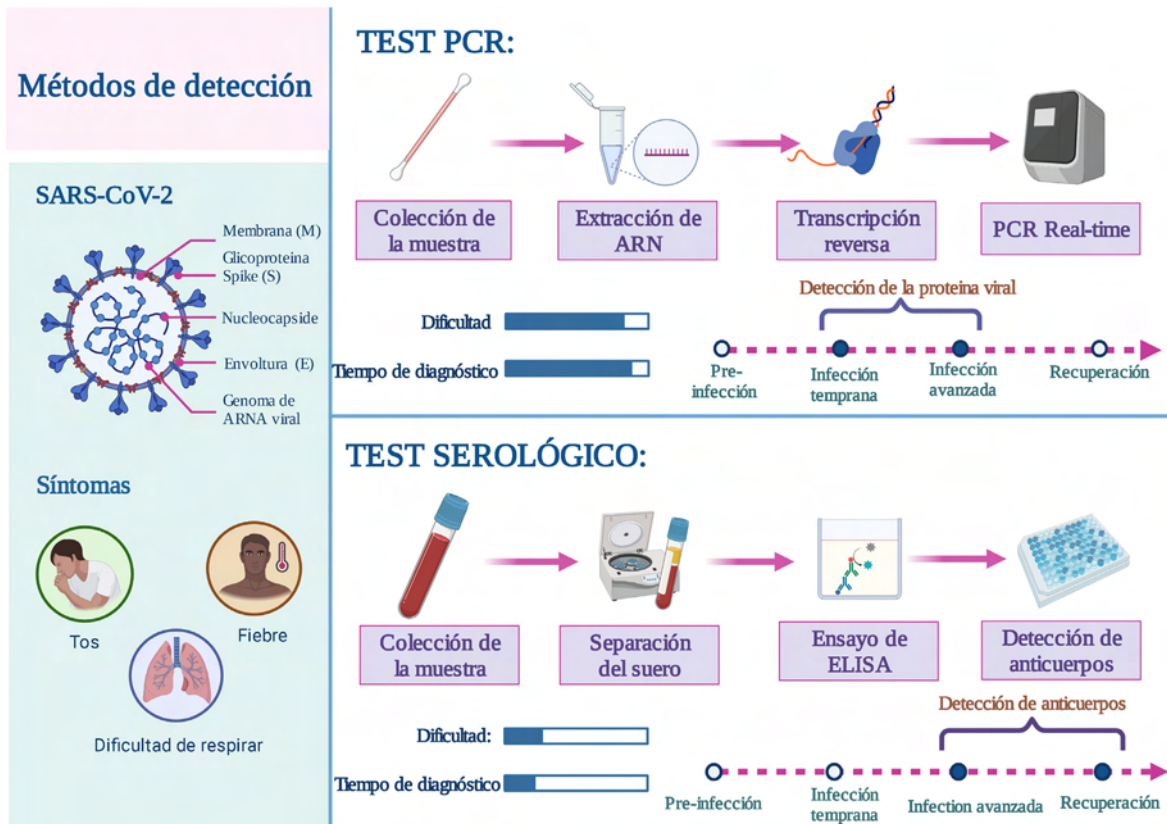 Métodos de detección
SARS-CoV-2
Membrana (M)
Glicoproteina
Spike (S)
Nucleocapside
Envoltura (E)
Genoma de
ARNA viral
Síntomas
Tos
Fiebre
Dificultad de respirar
TEST PCR:
Colección de
la muestra
Extracción de
ARN
Transcripción
reversa
PCR Real-time
Dificultad
Tiempo de diagnóstico
Detección de la proteina viral
Pre-
infección
Infección
temprana
Infección
avanzada
Recuperación
TEST SEROLÓGICO:
Colección de
la muestra
Separación
del suero
Ensayo de
ELISA
Detección de
anticuerpos
Dificultad:
Tiempo de diagnóstico
Detección de anticuerpos
Pre-infección
Infección
temprana
Infection avanzada
Recuperación